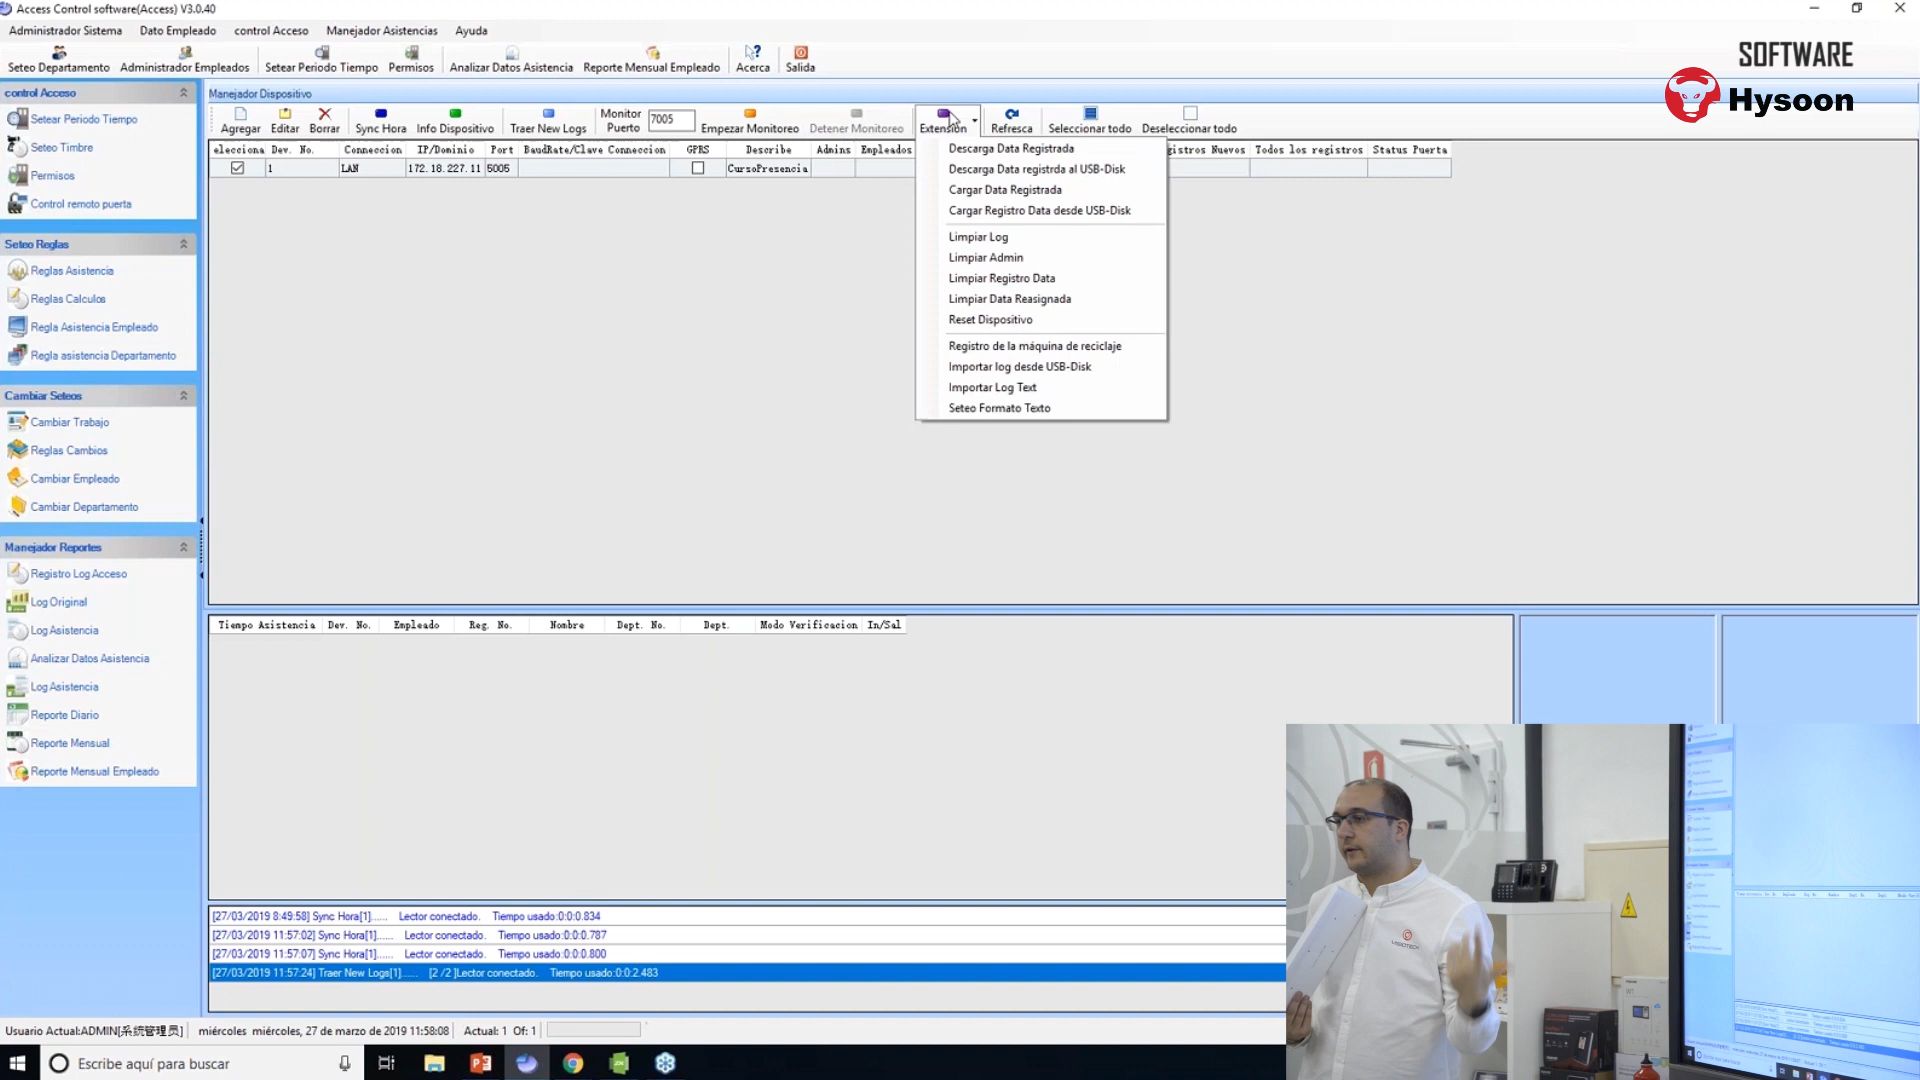 Access Control software(Access) V3.0.40
Administrador Sistema Dato Empleado control Acceso Manejador Asistencias Ayuda
Seteo Departamento Administrador Empleados Setear Periodo Tiempo Permisos Analizar Datos Asistencia Reporte Mensual Empleado Acerca Salida
SOFTWARE
Hysoon
control Acceso
Setear Periodo Tiempo
Seteo Timbre
Permisos
Control remoto puerta
Seteo Reglas
Reglas Asistencia
Reglas Calculos
Regla Asistencia Empleado
Regla asistencia Departamento
Cambiar Seteos
Cambiar Trabajo
Reglas Cambios
Cambiar Empleado
Cambiar Departamento
Manejador Reportes
Registro Log Acceso
Log Original
Log Asistencia
Analizar Datos Asistencia
Log Asistencia
Reporte Diario
Reporte Mensual
Reporte Mensual Empleado
Manejador Dispositivo
Agregar Editar Borrar Sync Hora Info Dispositivo Traer New Logs Monitor Puerto 7005 Empezar Monitoreo Detener Monitoreo Extensión Refresca Seleccionar todo Deseleccionar todo
elecciona Dev. No. Conneccion IP/Dominio Port BaudRate/Clave Conneccion GPRS Describe Admins Empleados gistros Nuevos Todos los registros Status Puerta
1 LAN 172.18.227.11 5005 CursoPresencia
Descarga Data Registrada
Descarga Data registrda al USB-Disk
Cargar Data Registrada
Cargar Registro Data desde USB-Disk
Limpiar Log
Limpiar Admin
Limpiar Registro Data
Limpiar Data Reasignada
Reset Dispositivo
Registro de la máquina de reciclaje
Importar log desde USB-Disk
Importar Log Text
Seteo Formato Texto
Tiempo Asistencia Dev. No. Empleado Reg. No. Nombre Dept. No. Dept. Modo Verificacion In/Sal
[27/03/2019 8:49:58] Sync Hora[1]...... Lector conectado. Tiempo usado:0:0:0.834
[27/03/2019 11:57:02] Sync Hora[1]...... Lector conectado. Tiempo usado:0:0:0.787
[27/03/2019 11:57:07] Sync Hora[1]...... Lector conectado. Tiempo usado:0:0:0.800
[27/03/2019 11:57:24] Traer New Logs[1]...... [2 /2 ]Lector conectado. Tiempo usado:0:0:2.483
Usuario Actual:ADMIN[系统管理员] miércoles miércoles, 27 de marzo de 2019 11:58:08 Actual: 1 Of: 1
Escribe aquí para buscar